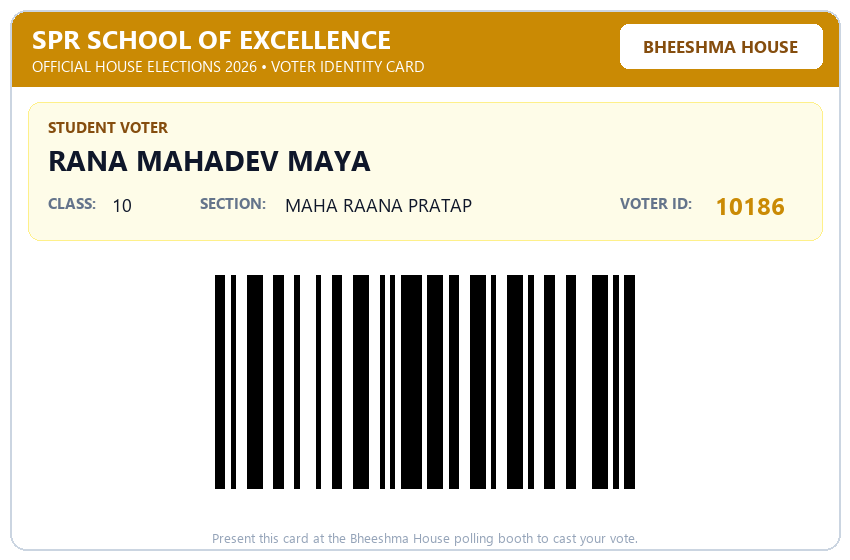 SPR SCHOOL OF EXCELLENCE
OFFICIAL HOUSE ELECTIONS 2026 • VOTER IDENTITY CARD
BHEESHMA HOUSE
STUDENT VOTER
RANA MAHADEV MAYA
CLASS: 10 SECTION: MAHA RAANA PRATAP VOTER ID: 10186
Present this card at the Bheeshma House polling booth to cast your vote.